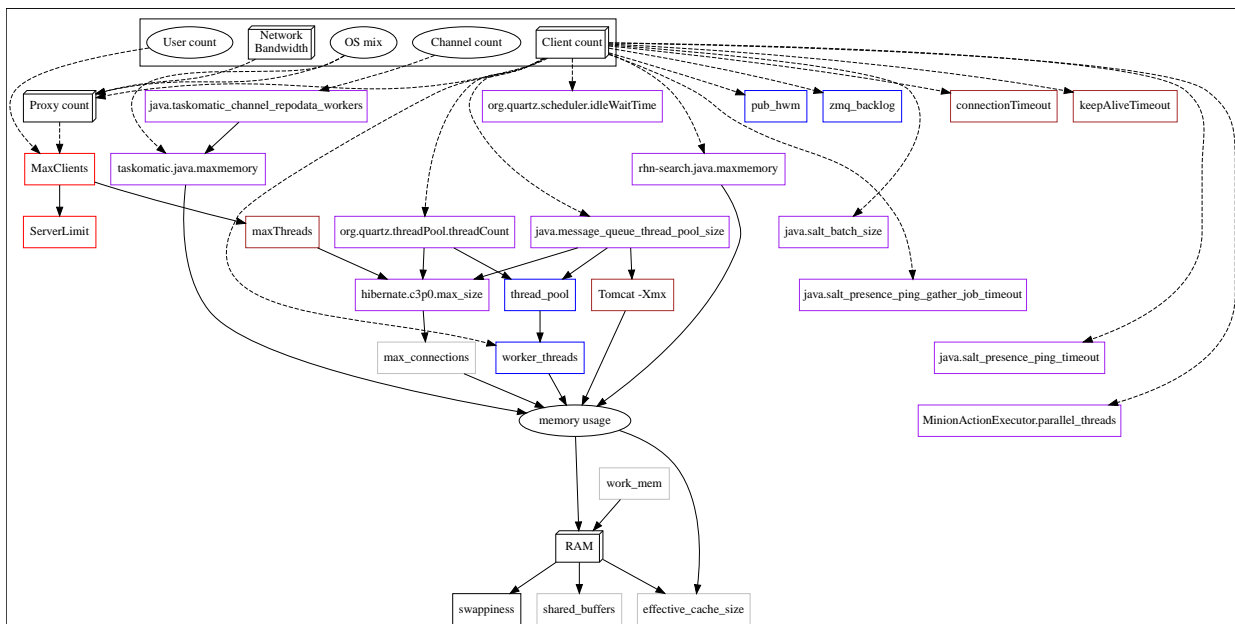 User count
Network
Bandwidth
OS mix
Channel count
Client count
Proxy count
java.taskomatic_channel_repodata_workers
org.quartz.scheduler.idleWaitTime
pub_hwm
zmq_backlog
connectionTimeout
keepAliveTimeout
MaxClients
taskomatic.java.maxmemory
rhn-search.java.maxmemory
ServerLimit
maxThreads
org.quartz.threadPool.threadCount
java.message_queue_thread_pool_size
java.salt_batch_size
hibernate.c3p0.max_size
thread_pool
Tomcat -Xmx
java.salt_presence_ping_gather_job_timeout
max_connections
worker_threads
java.salt_presence_ping_timeout
memory usage
MinionActionExecutor.parallel_threads
work_mem
RAM
swappiness
shared_buffers
effective_cache_size